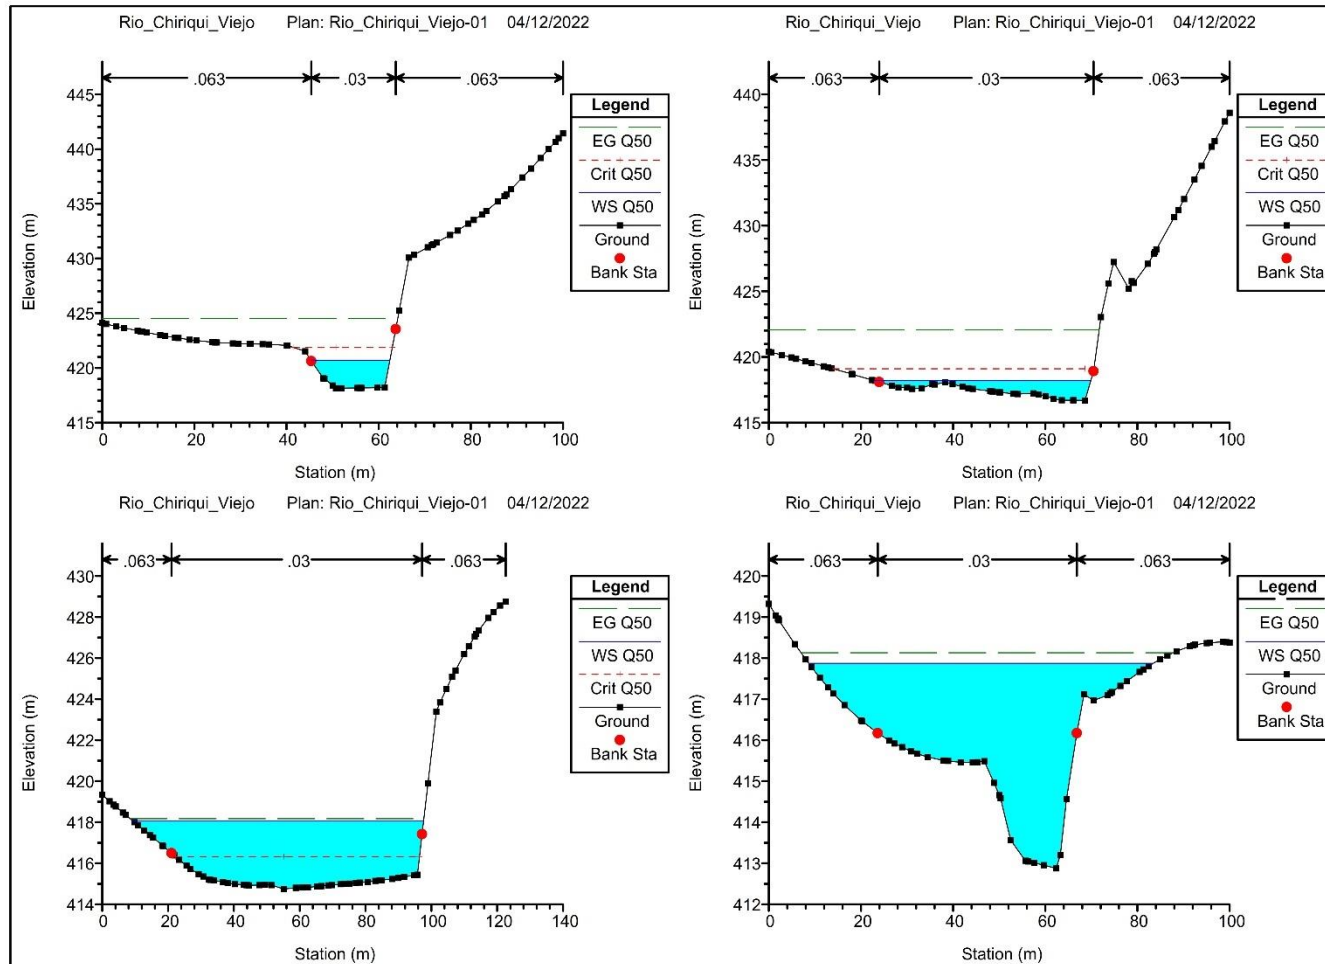 Rio_Chiriqui_Viejo Plan: Rio_Chiriqui_Viejo-01 04/12/2022
.063 .03 .063
445
440
435
430
425
420
415
Elevation (m)
0 20 40 60 80 100
Station (m)
Legend
EG Q50
Crit Q50
WS Q50
Ground
Bank Sta
Rio_Chiriqui_Viejo Plan: Rio_Chiriqui_Viejo-01 04/12/2022
.063 .03 .063
440
435
430
425
420
415
Elevation (m)
0 20 40 60 80 100
Station (m)
Legend
EG Q50
Crit Q50
WS Q50
Ground
Bank Sta
Rio_Chiriqui_Viejo Plan: Rio_Chiriqui_Viejo-01 04/12/2022
.063 .03 .063
430
428
426
424
422
420
418
416
414
Elevation (m)
0 20 40 60 80 100 120 140
Station (m)
Legend
EG Q50
WS Q50
Crit Q50
Ground
Bank Sta
Rio_Chiriqui_Viejo Plan: Rio_Chiriqui_Viejo-01 04/12/2022
.063 .03 .063
420
419
418
417
416
415
414
413
412
Elevation (m)
0 20 40 60 80 100
Station (m)
Legend
EG Q50
WS Q50
Ground
Bank Sta